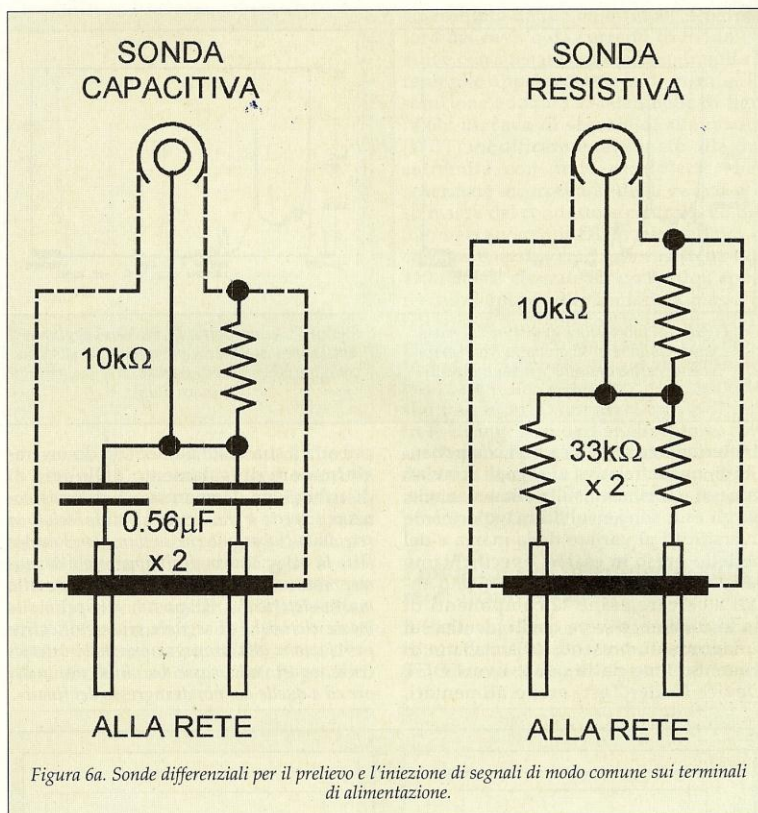 SONDA
CAPACITIVA
10kΩ
0.56µF
x 2
ALLA RETE
SONDA
RESISTIVA
10kΩ
33kΩ
x 2
ALLA RETE
Figura 6a. Sonde differenziali per il prelievo e l'iniezione di segnali di modo comune sui terminali
di alimentazione.